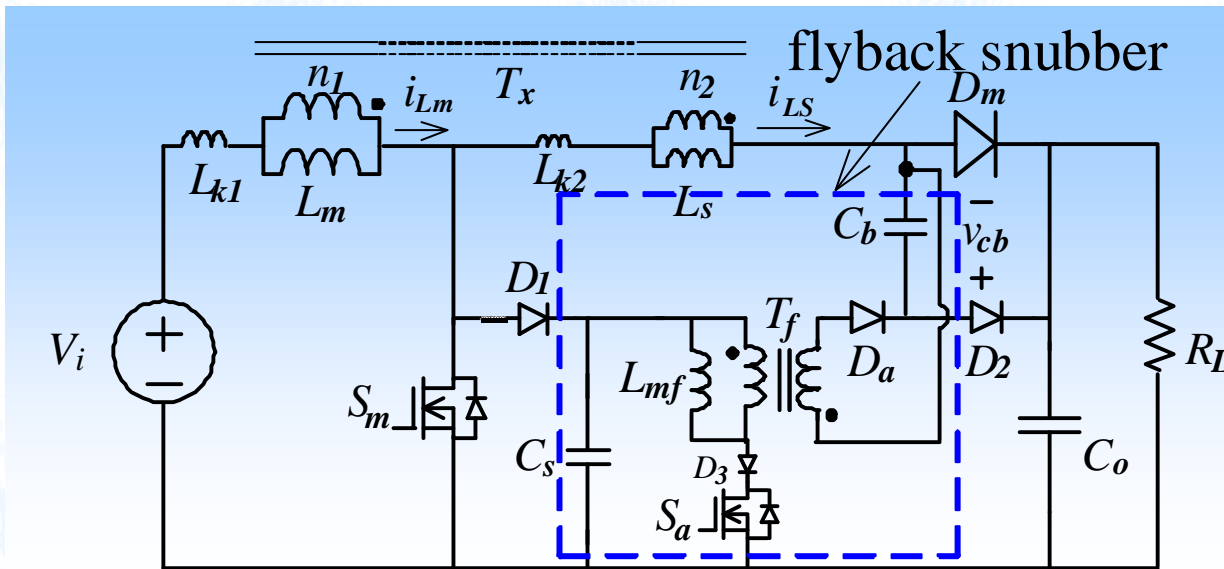 flyback snubber
n1
iLm
Tx
n2
iLS
Dm
Lk1
Lm
Lk2
Ls
Cb
−
vcb
+
D1
Tf
Vi
+
−
Lmf
Da
D2
RL
Sm
Cs
D3
Sa
Co